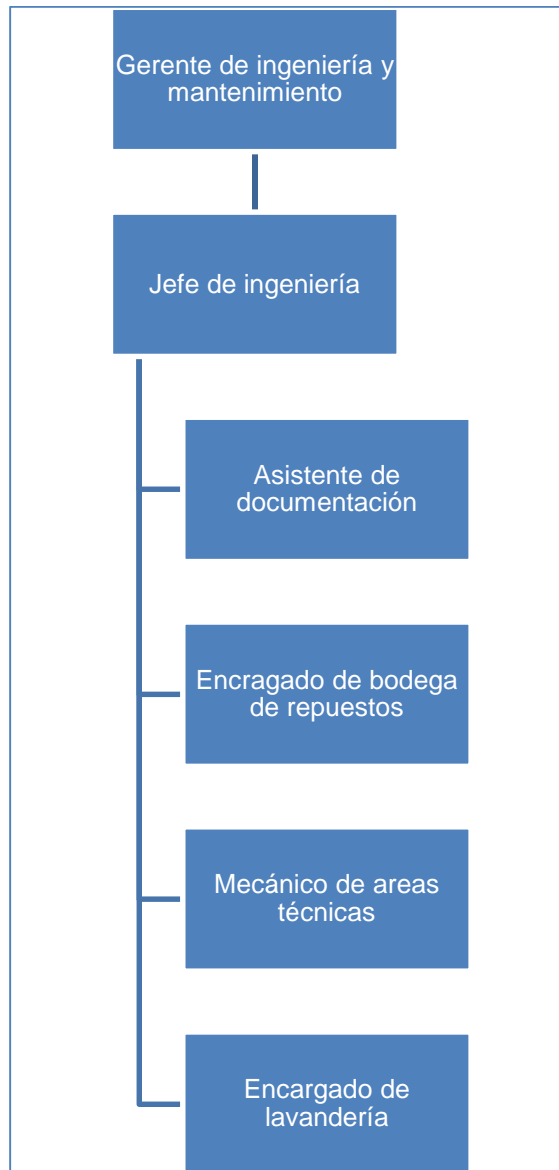 Gerente de ingeniería y
mantenimiento
Jefe de ingeniería
Asistente de
documentación
Encragado de bodega
de repuestos
Mecánico de areas
técnicas
Encargado de
lavandería